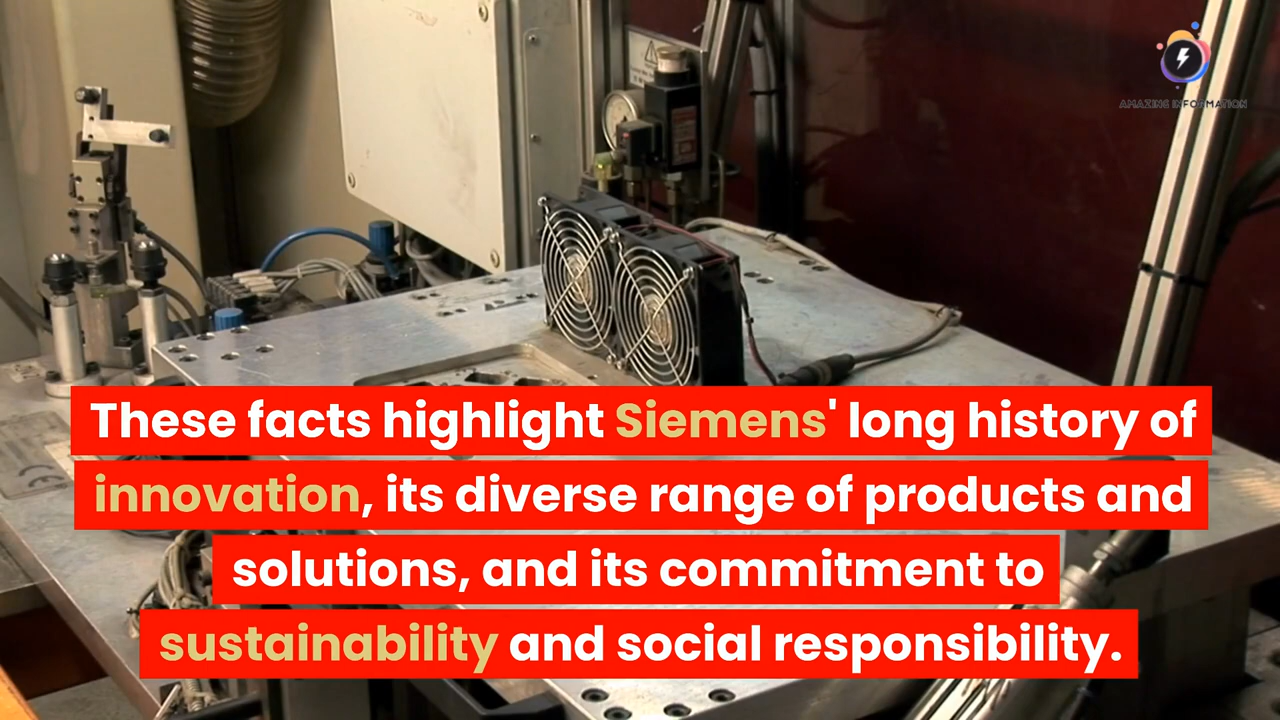 AMAZING INFORMATION
These facts highlight Siemens' long history of
innovation, its diverse range of products and
solutions, and its commitment to
sustainability and social responsibility.